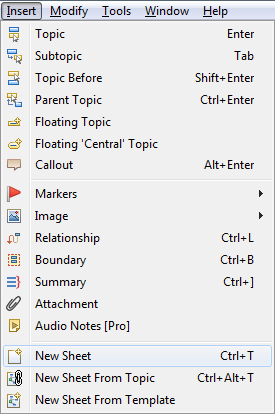 Insert Modify Tools Window Help
Topic Enter
Subtopic Tab
Topic Before Shift+Enter
Parent Topic Ctrl+Enter
Floating Topic
Floating 'Central' Topic
Callout Alt+Enter
Markers
Image
Relationship Ctrl+L
Boundary Ctrl+B
Summary Ctrl+]
Attachment
Audio Notes [Pro]
New Sheet Ctrl+T
New Sheet From Topic Ctrl+Alt+T
New Sheet From Template